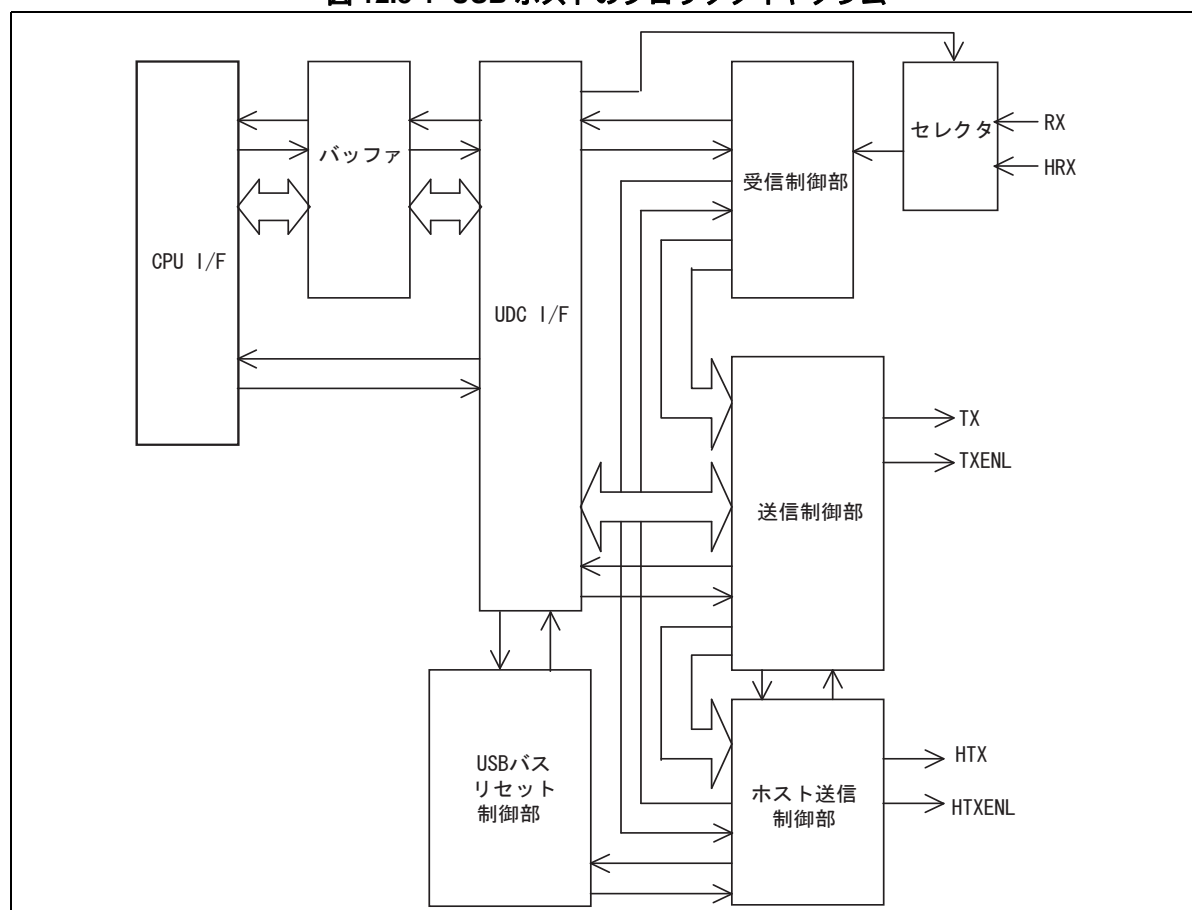 セレクタ
RX
HRX
バッファ
受信制御部
CPU I/F
UDC I/F
TX
TXENL
送信制御部
USBバス
リセット
制御部
ホスト送信
制御部
HTX
HTXENL